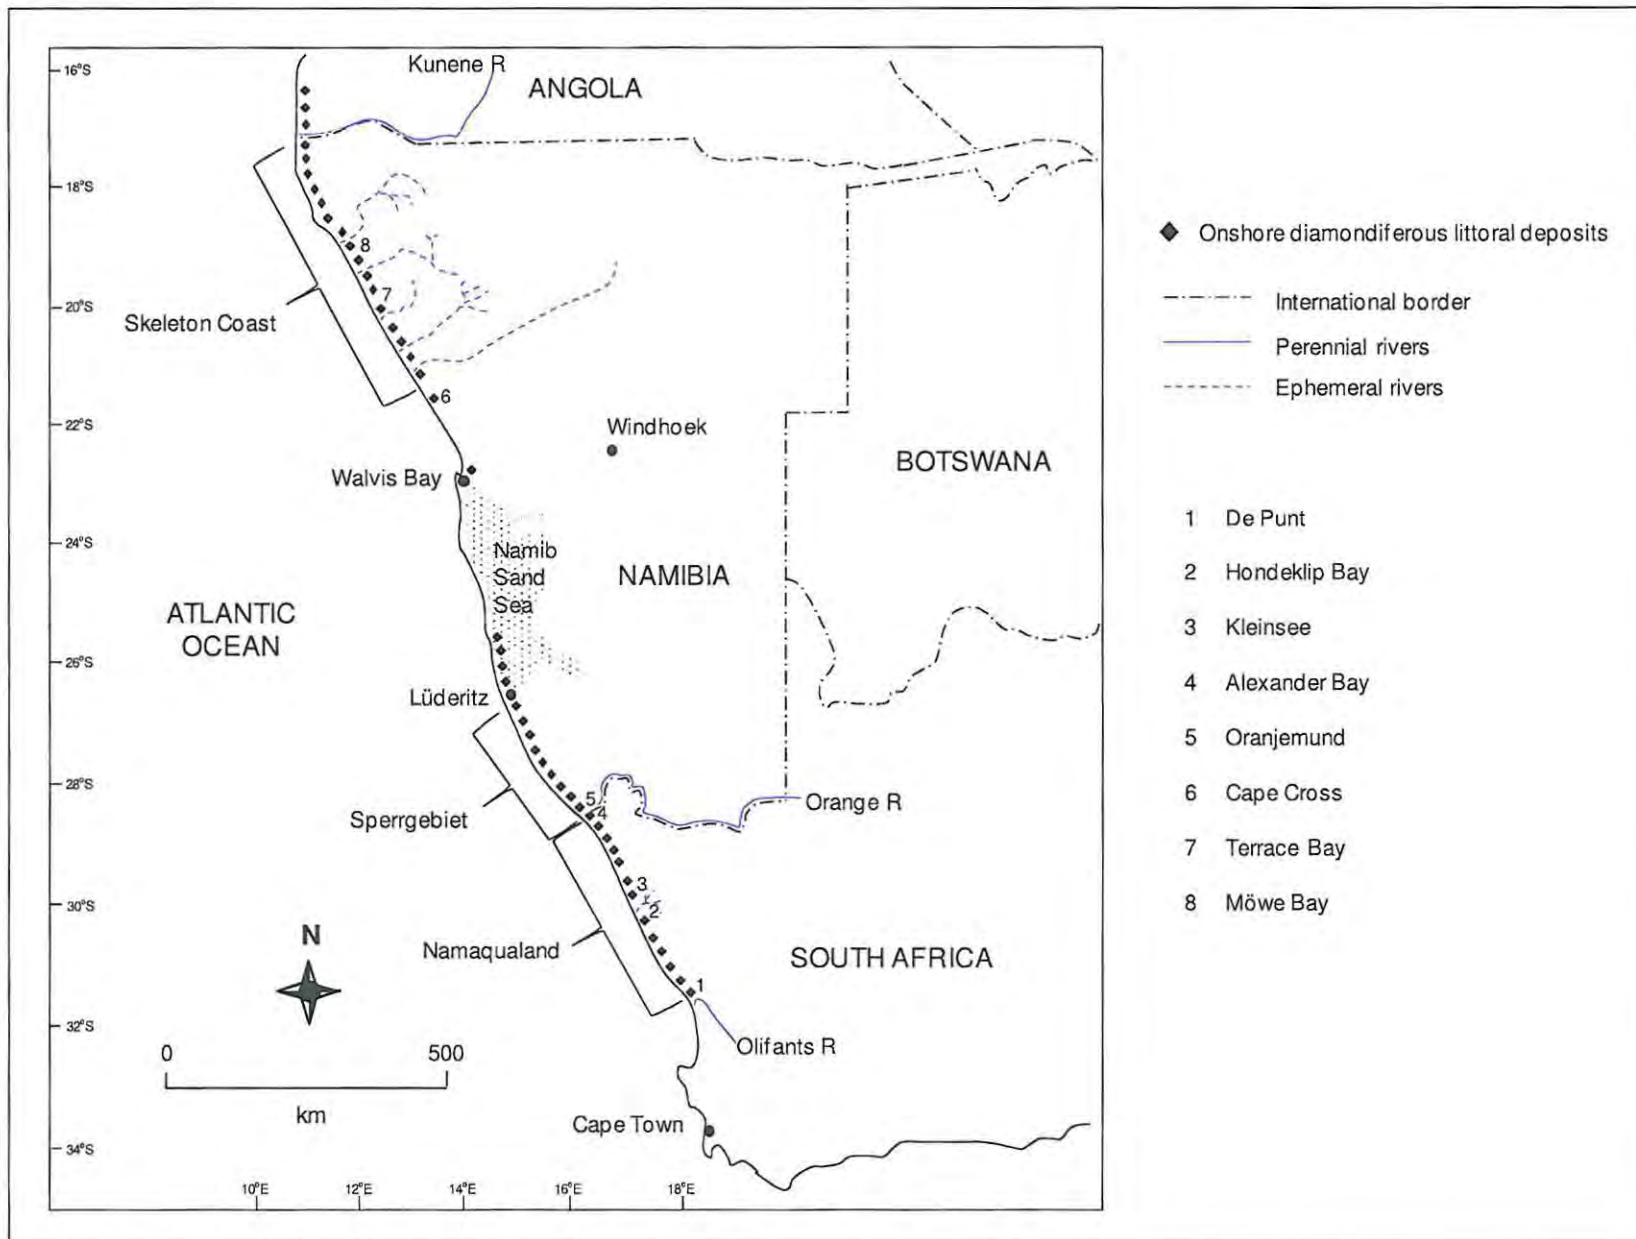 Kunene R
ANGOLA
16°S
18°S
20°S
22°S
24°S
26°S
28°S
30°S
32°S
34°S
10°E
12°E
14°E
16°E
18°E
8
7
6
Skeleton Coast
Windhoek
Walvis Bay
BOTSWANA
Namib
Sand
Sea
NAMIBIA
ATLANTIC
OCEAN
Lüderitz
5
4
Orange R
Sperrgebiet
3
2
Namaqualand
1
SOUTH AFRICA
Olifants R
N
0 500
km
Cape Town
Onshore diamondiferous littoral deposits
International border
Perennial rivers
Ephemeral rivers
1 De Punt
2 Hondeklip Bay
3 Kleinsee
4 Alexander Bay
5 Oranjemund
6 Cape Cross
7 Terrace Bay
8 Möwe Bay